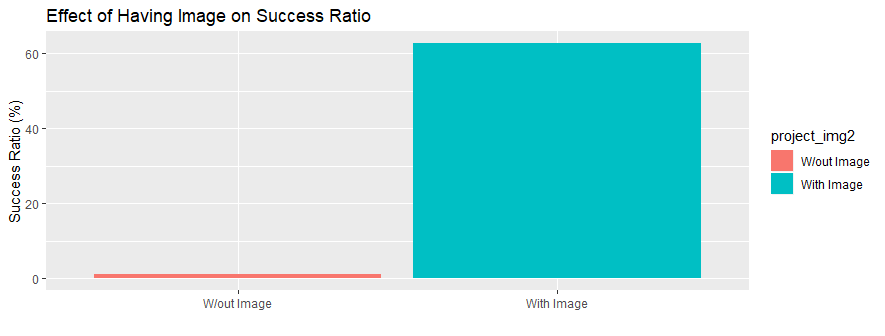 Effect of Having Image on Success Ratio
Success Ratio (%)
60
40
20
0
W/out Image
With Image
project_img2
W/out Image
With Image